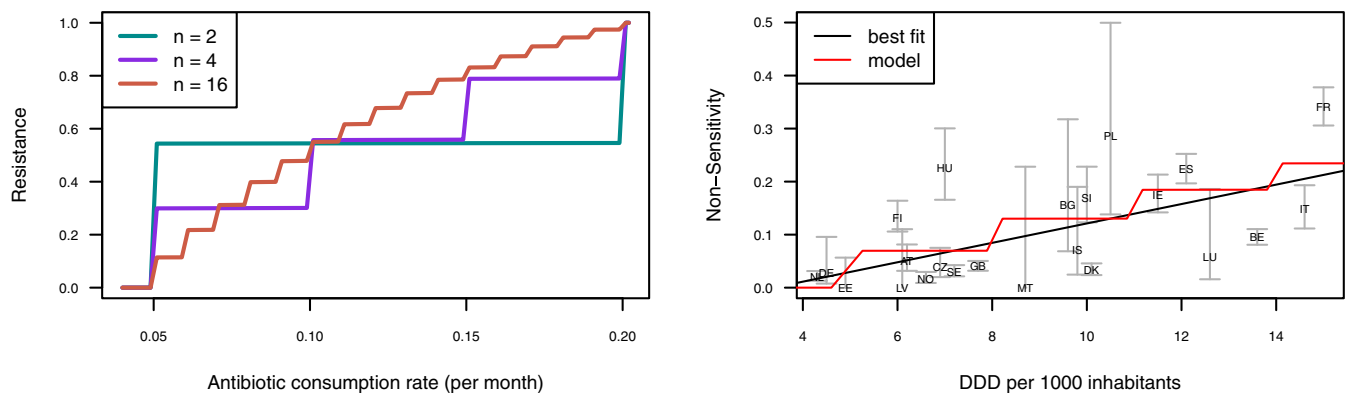 Resistance
1.0
0.8
0.6
0.4
0.2
0.0
n = 2
n = 4
n = 16
0.05
0.10
0.15
0.20
Antibiotic consumption rate (per month)
Non−Sensitivity
0.5
0.4
0.3
0.2
0.1
0.0
best fit
model
NL
DE
EE
FI
AT
LV
NO
CZ
HU
SE
GB
MT
BG
IS
SI
DK
PL
IE
ES
LU
BE
IT
FR
4
6
8
10
12
14
DDD per 1000 inhabitants